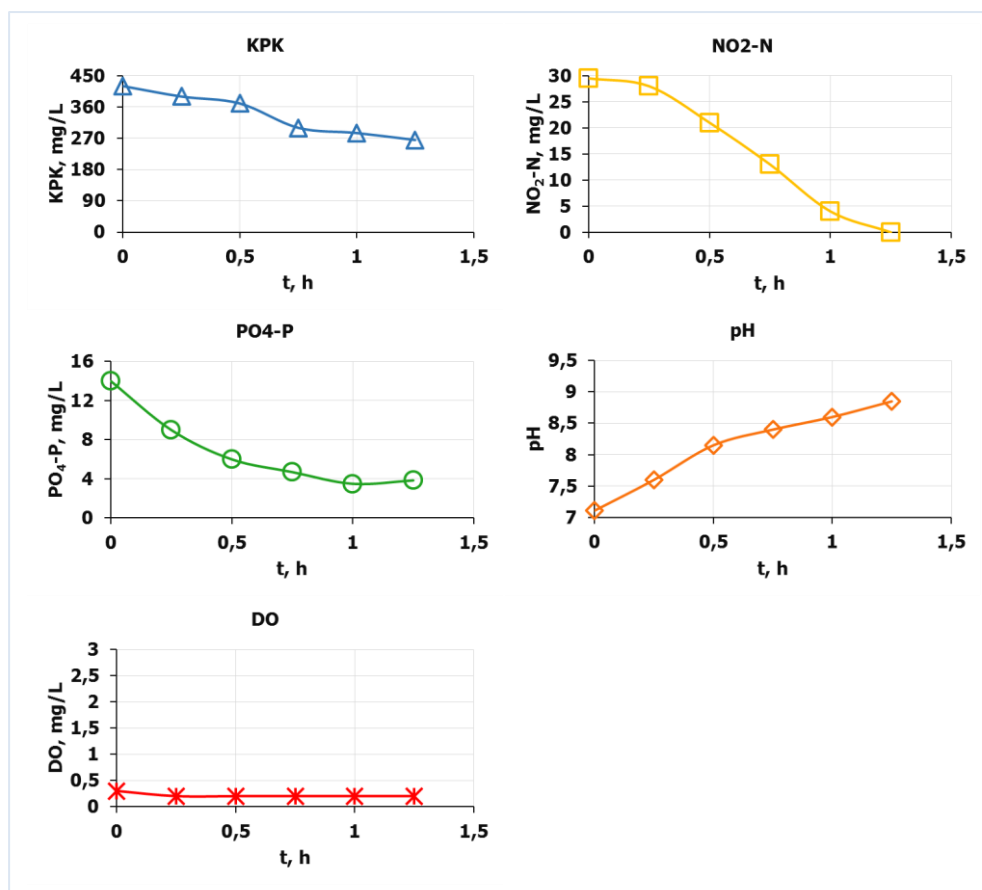 KPK
KPK, mg/L
450
360
270
180
90
0
0 0,5 1 1,5
t, h
NO2-N
NO₂-N, mg/L
30
25
20
15
10
5
0
0 0,5 1 1,5
t, h
PO4-P
PO₄-P, mg/L
16
12
8
4
0
0 0,5 1 1,5
t, h
pH
pH
9,5
9
8,5
8
7,5
7
0 0,5 1 1,5
t, h
DO
DO, mg/L
3
2,5
2
1,5
1
0,5
0
0 0,5 1 1,5
t, h